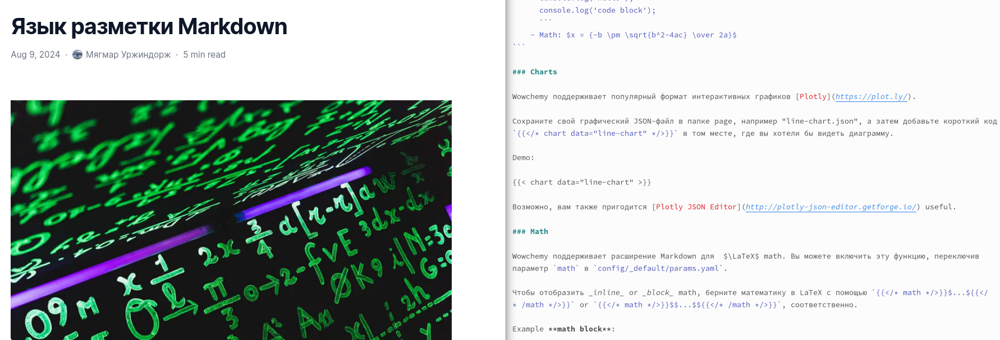 Язык разметки Markdown
Aug 9, 2024 · Мягмар Уржиндорж · 5 min read
console.log('code block');
```
- Math: $x = {-b \pm \sqrt{b^2-4ac} \over 2a}$
```
### Charts
Wowchemy поддерживает популярный формат интерактивных графиков [Plotly](https://plot.ly/).
Сохраните свой графический JSON-файл в папке page, например "line-chart.json", а затем добавьте короткий код
`{{</* chart data="line-chart" */>}}` в том месте, где вы хотели бы видеть диаграмму.
Demo:
{{< chart data="line-chart" >}}
Возможно, вам также пригодится [Plotly JSON Editor](http://plotly-json-editor.getforge.io/) useful.
### Math
Wowchemy поддерживает расширение Markdown для  $\LaTeX$ math. Вы можете включить эту функцию, переключив
параметр `math` в `config/_default/params.yaml`.
Чтобы отобразить _inline_ or _block_ math, берните математику в LaTeX с помощью `{{</* math */>}}$...${{</
* /math */>}}` or `{{</* math */>}}$$...$${{</* /math */>}}`, соответственно.
Example **math block**: